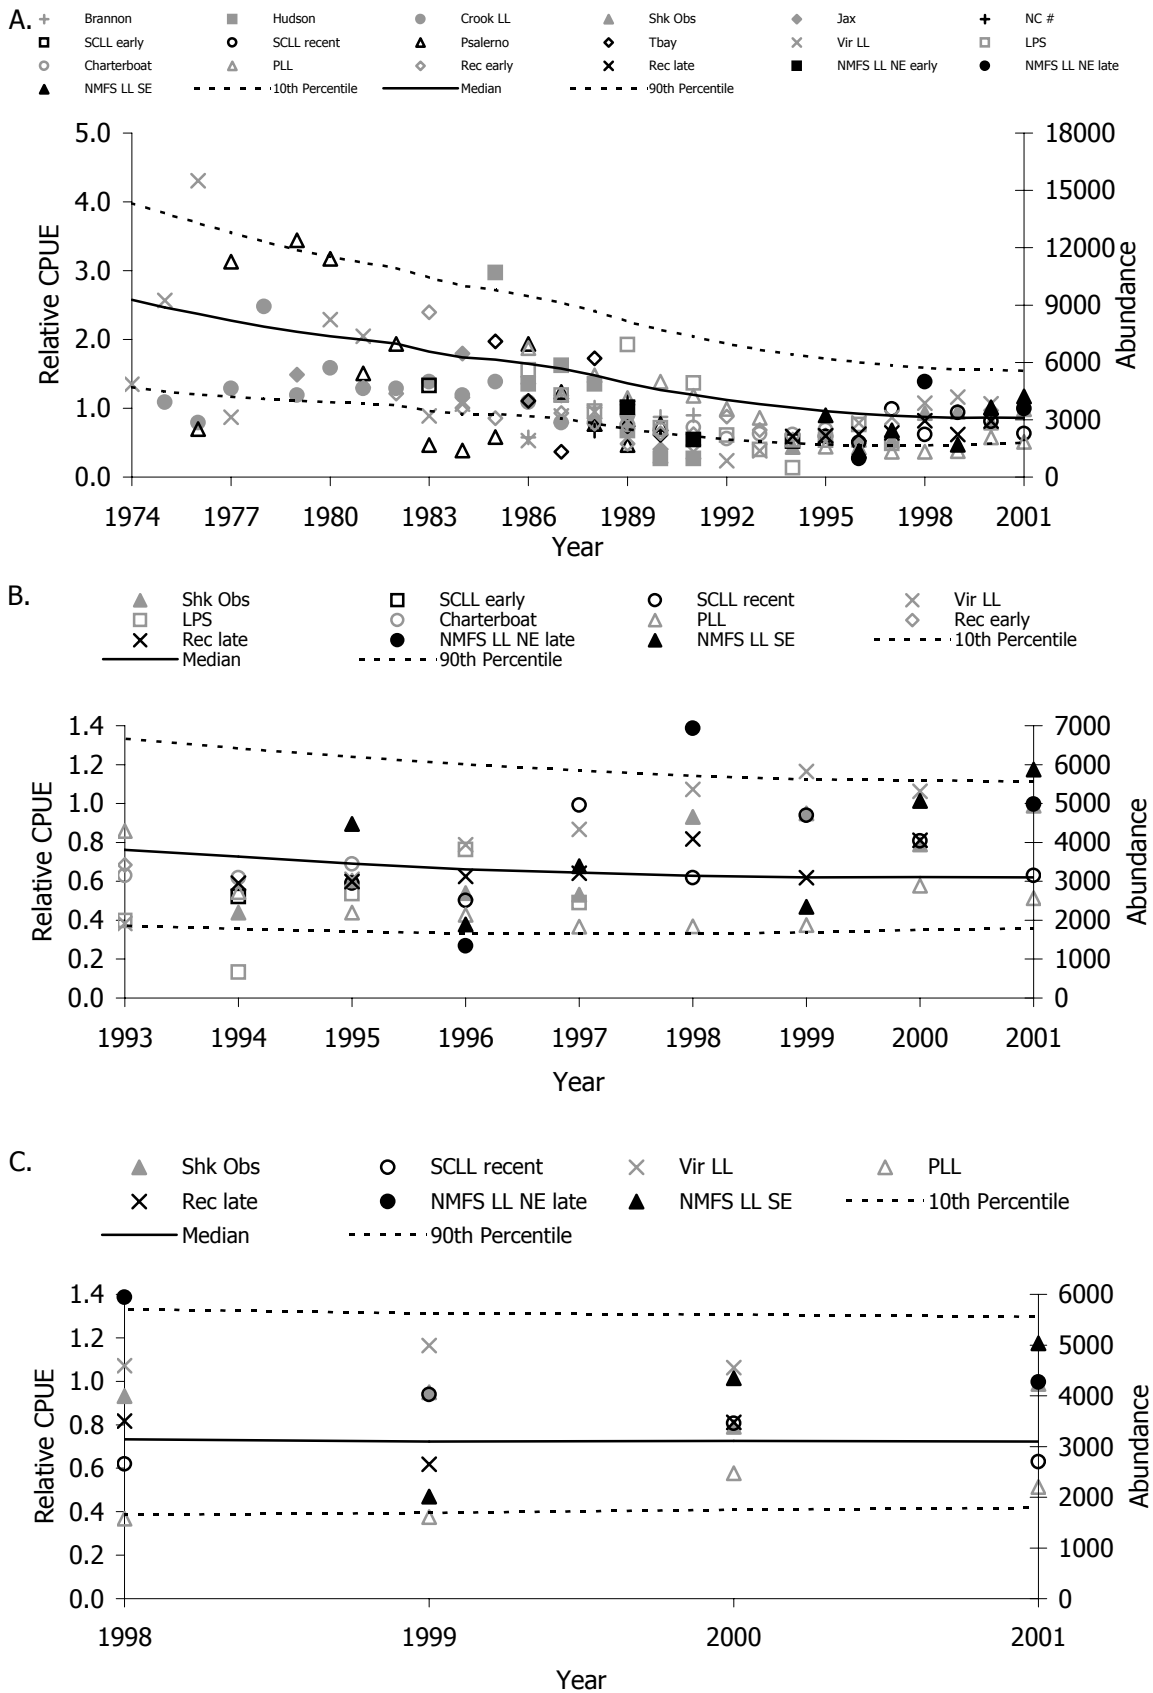 A.
Brannon Hudson Crook LL Shk Obs Jax NC #
SCLL early SCLL recent Psalerno Tbay Vir LL LPS
Charterboat PLL Rec early Rec late NMFS LL NE early NMFS LL NE late
NMFS LL SE 10th Percentile Median 90th Percentile
5.0 18000
4.0 15000
3.0 12000
2.0 9000
1.0 6000
0.0 3000
0
Relative CPUE
Abundance
1974 1977 1980 1983 1986 1989 1992 1995 1998 2001
Year
B.
Shk Obs SCLL early SCLL recent Vir LL
LPS Charterboat PLL Rec early
Rec late NMFS LL NE late NMFS LL SE 10th Percentile
Median 90th Percentile
1.4 7000
1.2 6000
1.0 5000
0.8 4000
0.6 3000
0.4 2000
0.2 1000
0.0 0
Relative CPUE
Abundance
1993 1994 1995 1996 1997 1998 1999 2000 2001
Year
C.
Shk Obs SCLL recent Vir LL PLL
Rec late NMFS LL NE late NMFS LL SE 10th Percentile
Median 90th Percentile
1.4 6000
1.2 5000
1.0 4000
0.8 3000
0.6 2000
0.4 1000
0.2 0
0.0
Relative CPUE
Abundance
1998 1999 2000 2001
Year